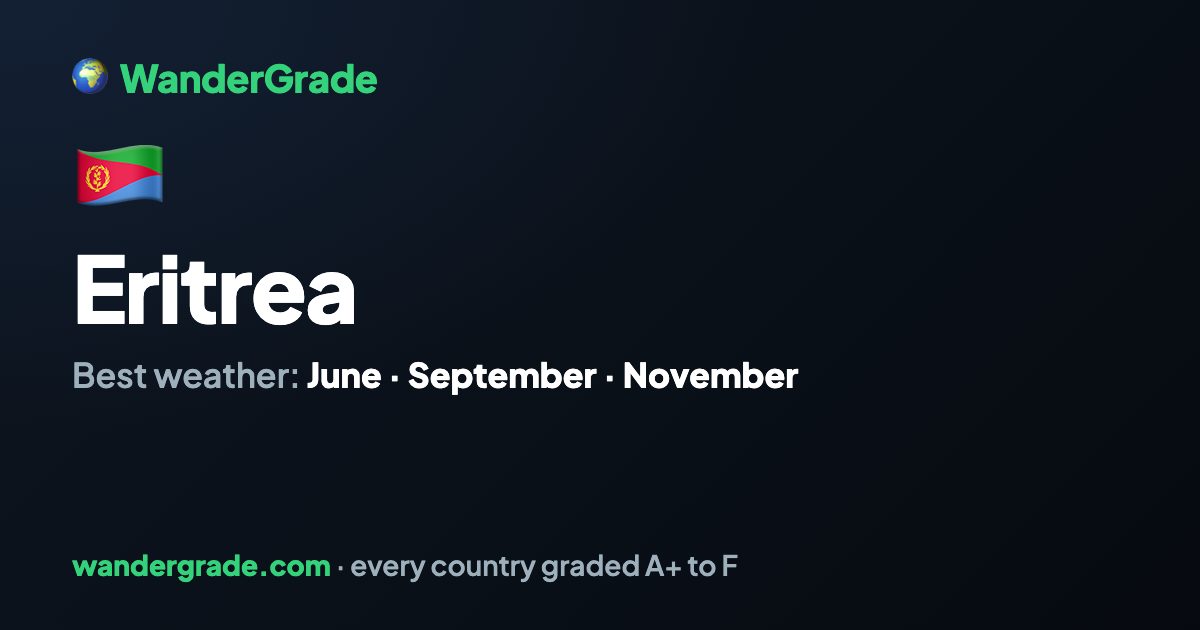 WanderGrade
Eritrea
Best weather: June · September · November
wandergrade.com · every country graded A+ to F